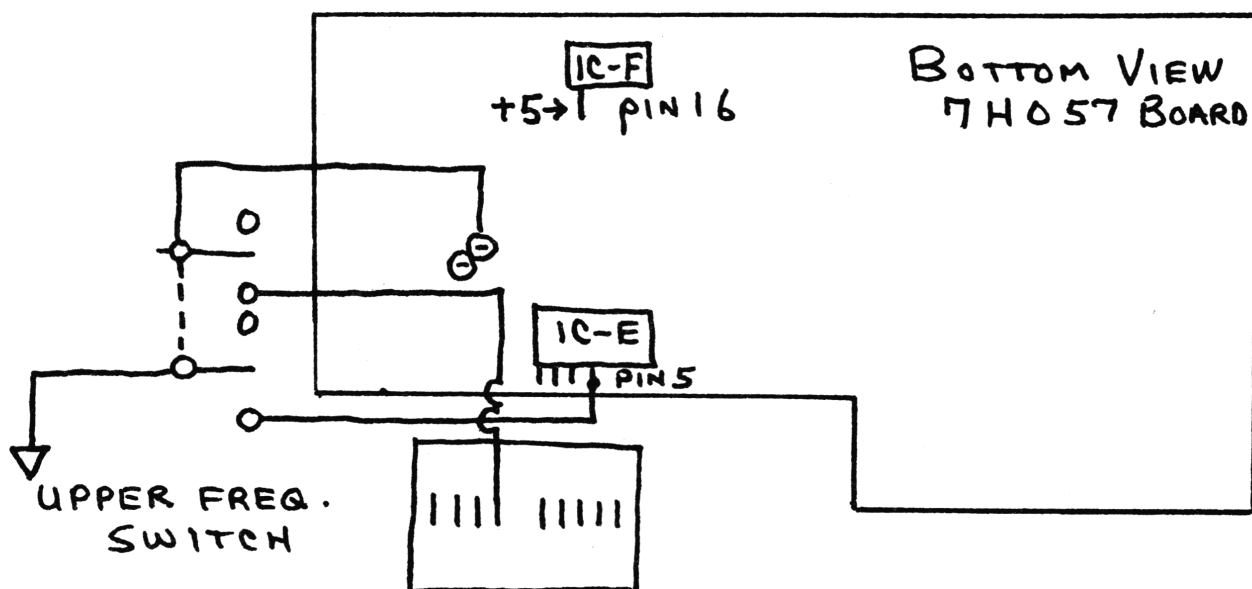 IC-F
+5→ PIN 16
BOTTOM VIEW
7H057 BOARD
IC-E
PIN 5
UPPER FREQ.
SWITCH